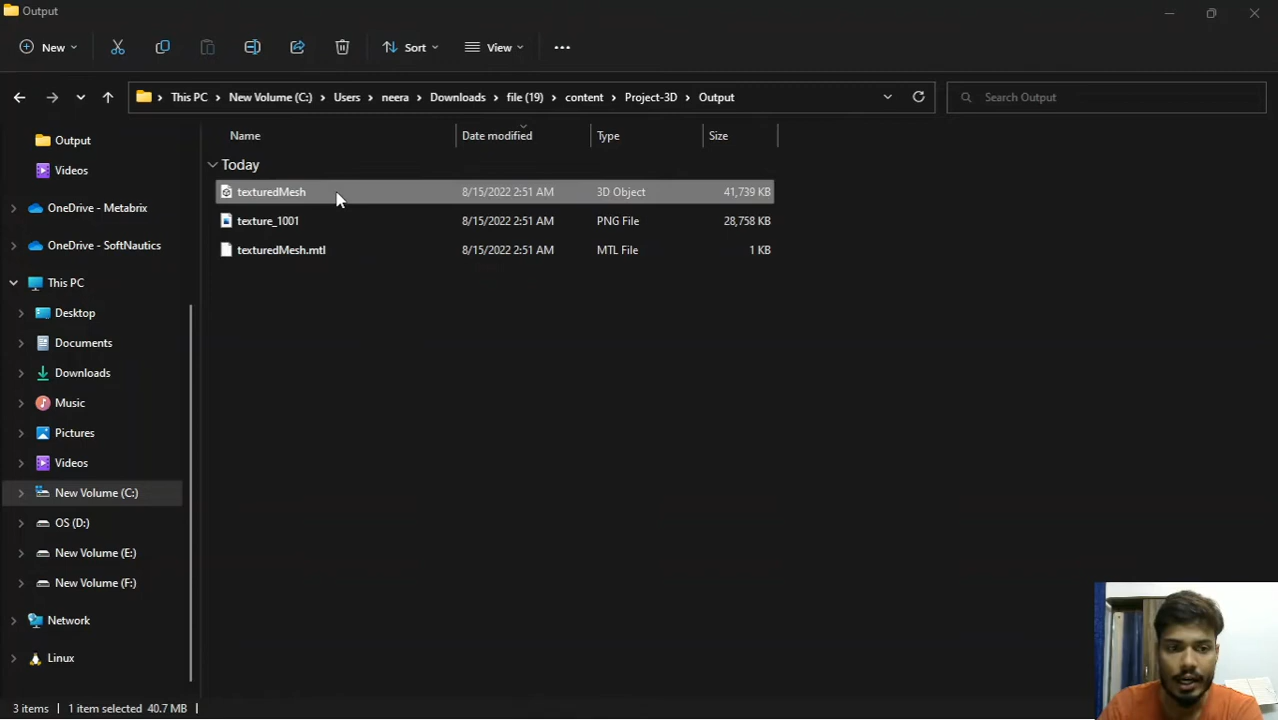 Output
New Sort View
This PC New Volume (C:) Users neera Downloads file (19) content Project-3D Output Search Output
Name Date modified Type Size
Today
texturedMesh 8/15/2022 2:51 AM 3D Object 41,739 KB
texture_1001 8/15/2022 2:51 AM PNG File 28,758 KB
texturedMesh.mtl 8/15/2022 2:51 AM MTL File 1 KB
Output
Videos
OneDrive - Metabrix
OneDrive - SoftNautics
This PC
Desktop
Documents
Downloads
Music
Pictures
Videos
New Volume (C:)
OS (D:)
New Volume (E:)
New Volume (F:)
Network
Linux
3 items 1 item selected 40.7 MB